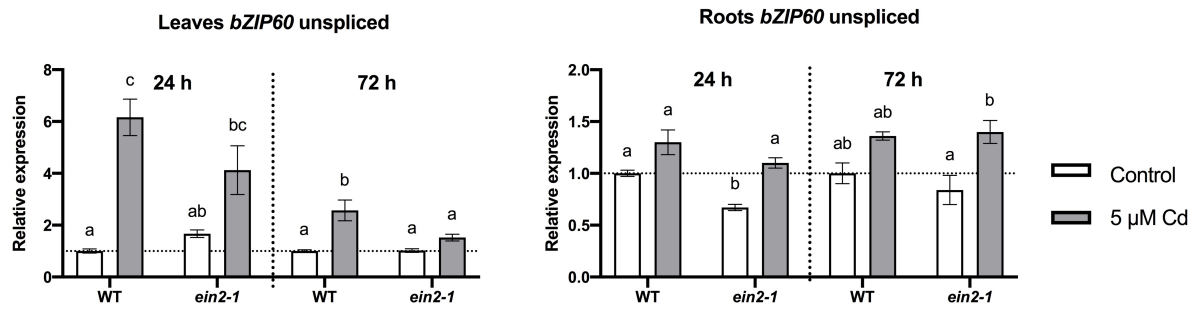 Leaves bZIP60 unspliced
Relative expression
8
6
4
2
0
24 h
72 h
a
c
ab
bc
a
b
a
a
WT
ein2-1
WT
ein2-1
Roots bZIP60 unspliced
Relative expression
2.0
1.5
1.0
0.5
0.0
24 h
72 h
a
a
b
a
ab
ab
a
b
WT
ein2-1
WT
ein2-1
Control
5 µM Cd